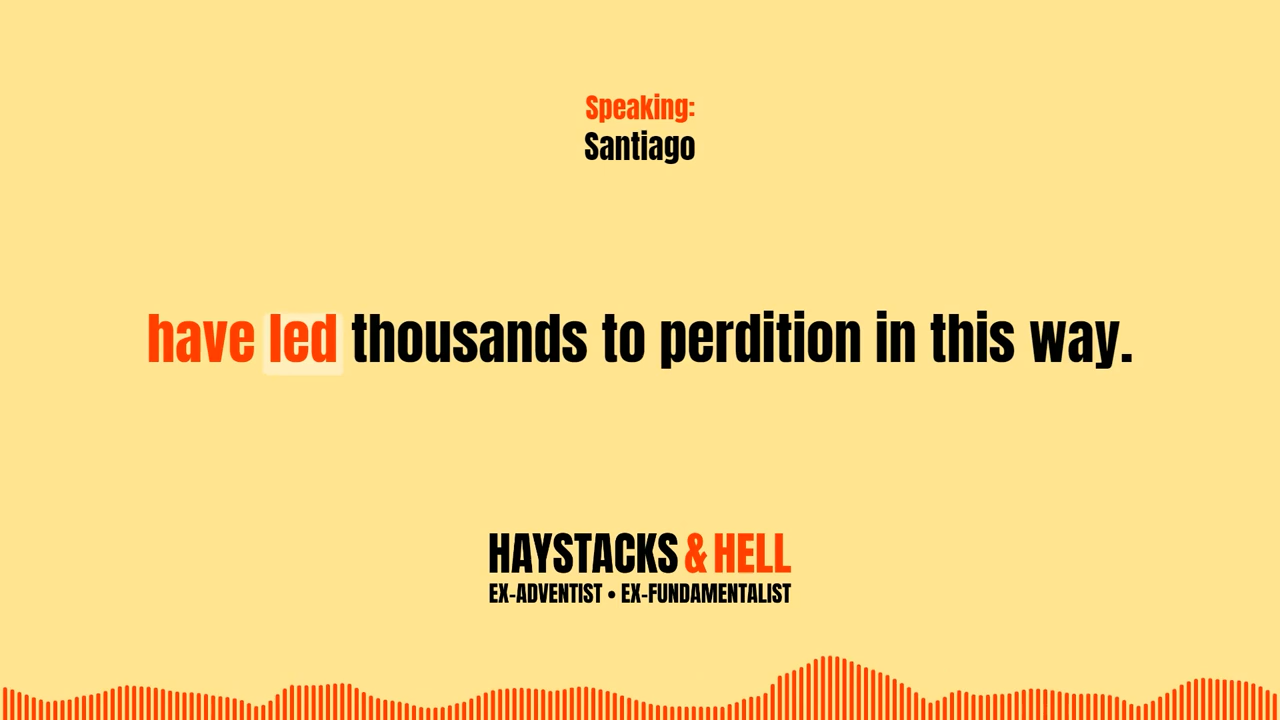 Speaking:
Santiago
have led thousands to perdition in this way.
HAYSTACKS & HELL
EX-ADVENTIST • EX-FUNDAMENTALIST